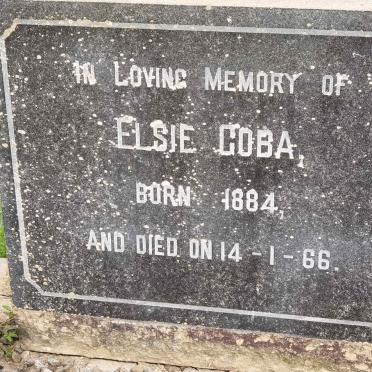 IN LOVING MEMORY OF
ELSIE COBA,
BORN 1884,
AND DIED ON 14 - 1 - 66.